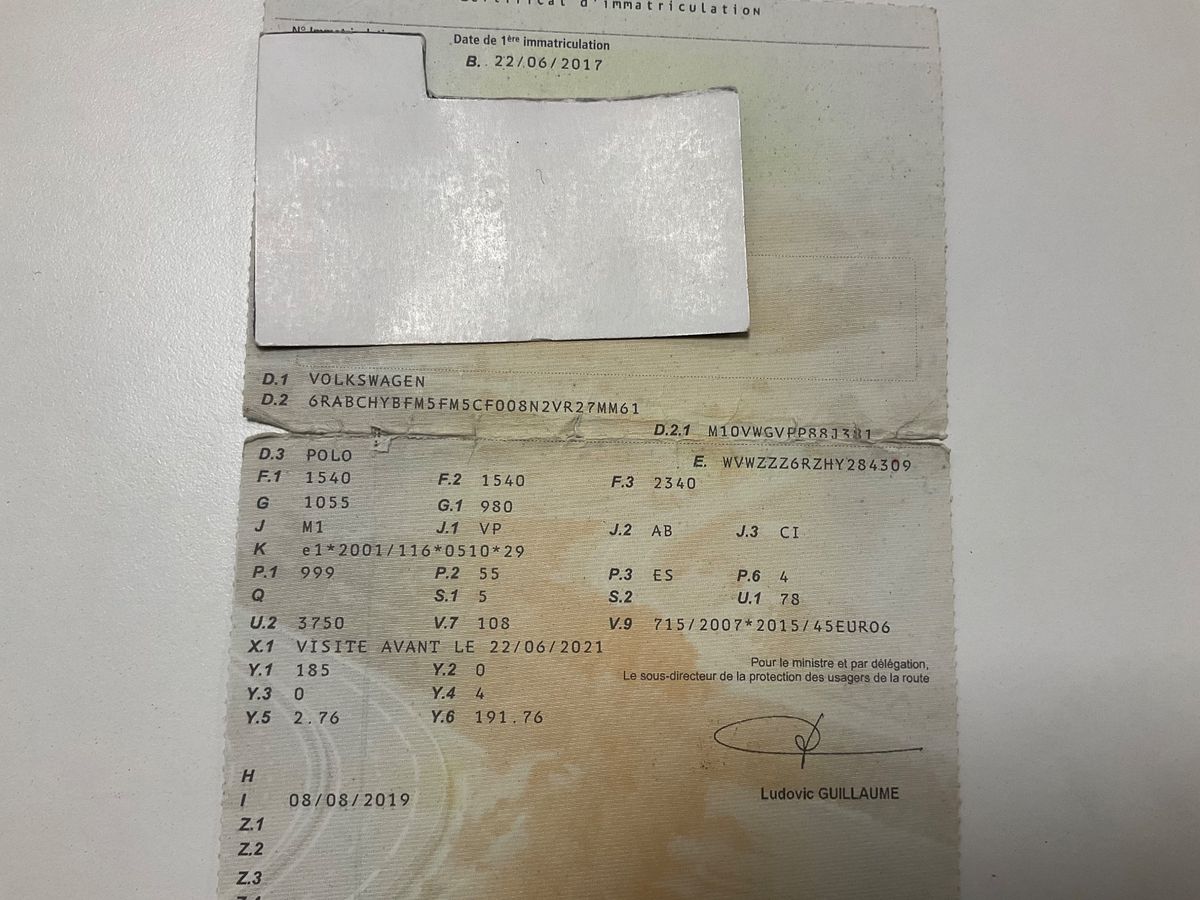 Certificat d'immatriculation
N° Immatriculation
Date de 1ère immatriculation
B. 22/06/2017
D.1 VOLKSWAGEN
D.2 6RABCHYBFM5FM5CF008N2VR27MM61
D.2.1 M10VWGVPP88J381
D.3 POLO
E. WVWZZZ6RZHY284309
F.1 1540 F.2 1540 F.3 2340
G 1055 G.1 980
J M1 J.1 VP J.2 AB J.3 CI
K e1*2001/116*0510*29
P.1 999 P.2 55 P.3 ES P.6 4
Q S.1 5 S.2 U.1 78
U.2 3750 V.7 108 V.9 715/2007*2015/45EURO6
X.1 VISITE AVANT LE 22/06/2021
Y.1 185 Y.2 0
Pour le ministre et par délégation,
Le sous-directeur de la protection des usagers de la route
Y.3 0 Y.4 4
Y.5 2.76 Y.6 191.76
H
I 08/08/2019
Ludovic GUILLAUME
Z.1
Z.2
Z.3